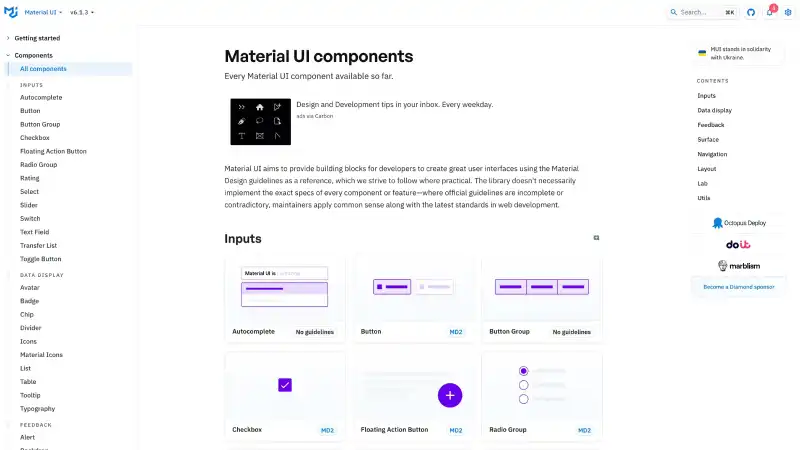 Material UI
v6.1.3
Search...
⌘K
4
Getting started
Components
All components
INPUTS
Autocomplete
Button
Button Group
Checkbox
Floating Action Button
Radio Group
Rating
Select
Slider
Switch
Text Field
Transfer List
Toggle Button
DATA DISPLAY
Avatar
Badge
Chip
Divider
Icons
Material Icons
List
Table
Tooltip
Typography
FEEDBACK
Alert
Material UI components
Every Material UI component available so far.
Design and Development tips in your inbox. Every weekday.
ads via Carbon
Material UI aims to provide building blocks for developers to create great user interfaces using the Material
Design guidelines as a reference, which we strive to follow where practical. The library doesn't necessarily
implement the exact specs of every component or feature—where official guidelines are incomplete or
contradictory, maintainers apply common sense along with the latest standards in web development.
Inputs
Material UI is
Autocomplete
No guidelines
Button
MD2
Button Group
No guidelines
Checkbox
MD2
Floating Action Button
MD2
Radio Group
MD2
MUI stands in solidarity
with Ukraine.
CONTENTS
Inputs
Data display
Feedback
Surface
Navigation
Layout
Lab
Utils
Octopus Deploy
doit
marblism
Become a Diamond sponsor